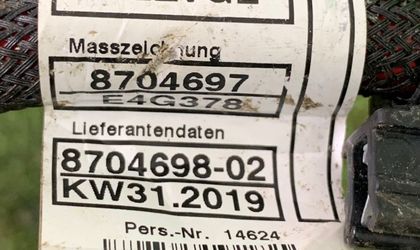 Masszeichnung
8704697
E4G378
Lieferantendaten
8704698-02
KW31.2019
Pers.-Nr. 14624